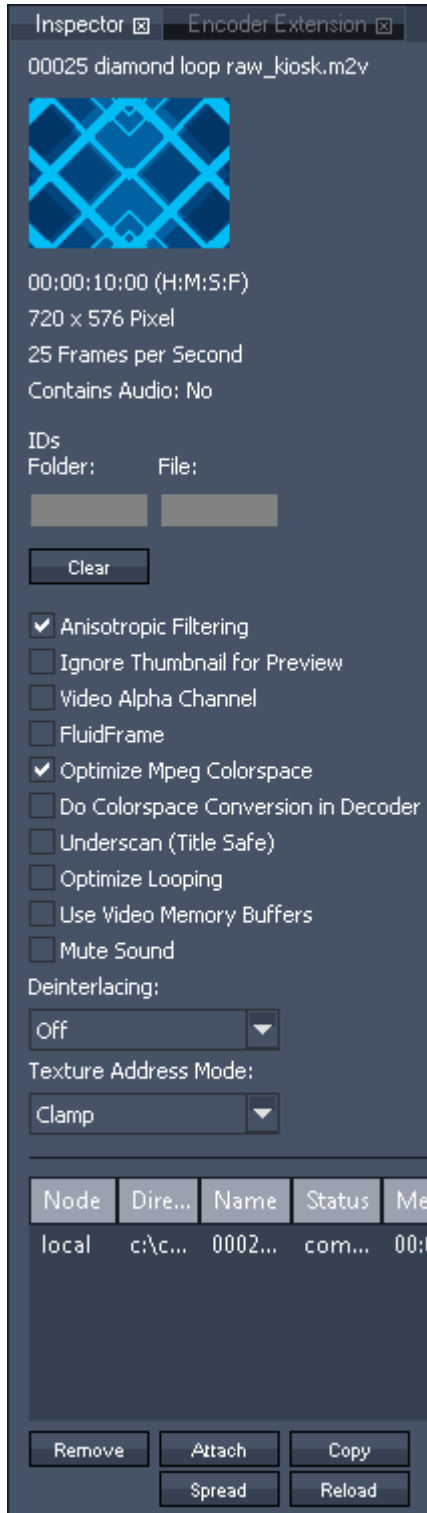 Inspector Encoder Extension
00025 diamond loop raw_kiosk.m2v
00:00:10:00 (H:M:S:F)
720 x 576 Pixel
25 Frames per Second
Contains Audio: No
IDs
Folder: File:
Clear
Anisotropic Filtering
Ignore Thumbnail for Preview
Video Alpha Channel
FluidFrame
Optimize Mpeg Colorspace
Do Colorspace Conversion in Decoder
Underscan (Title Safe)
Optimize Looping
Use Video Memory Buffers
Mute Sound
Deinterlacing:
Off
Texture Address Mode:
Clamp
Node Dire... Name Status Me
local c:\c... 0002... com... 00:
Remove Attach Copy
Spread Reload